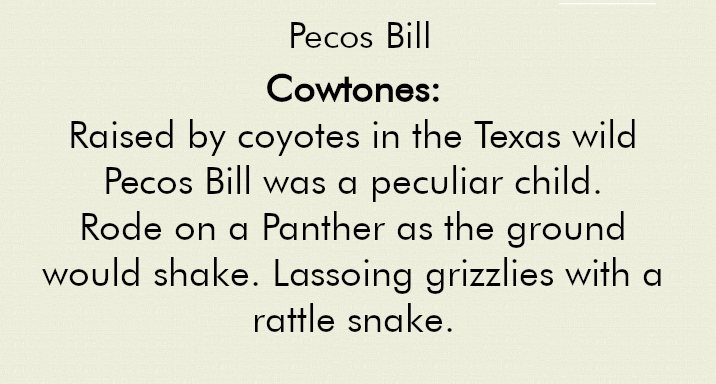 Pecos Bill
Cowtones:
Raised by coyotes in the Texas wild
Pecos Bill was a peculiar child.
Rode on a Panther as the ground
would shake. Lassoing grizzlies with a
rattle snake.